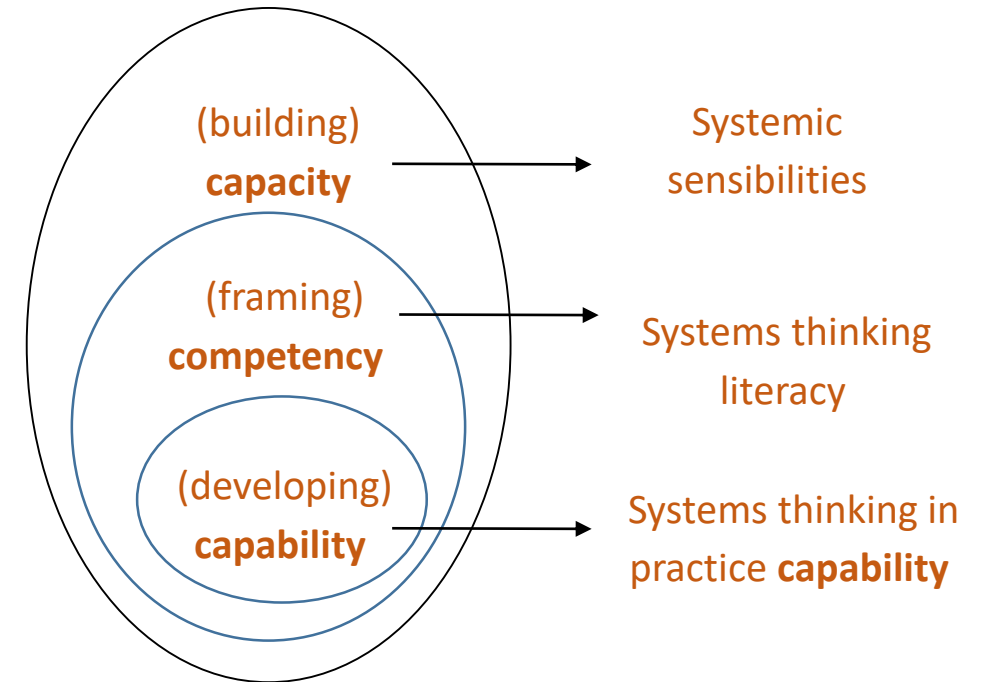 (building)
capacity
Systemic
sensibilities
(framing)
competency
Systems thinking
literacy
(developing)
capability
Systems thinking in
practice capability